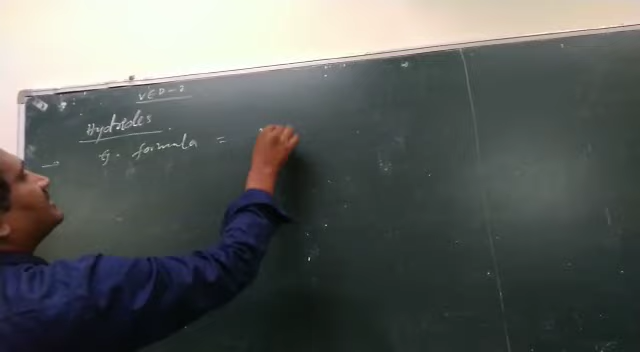 VED-2
Hydrides
→ G. formula =